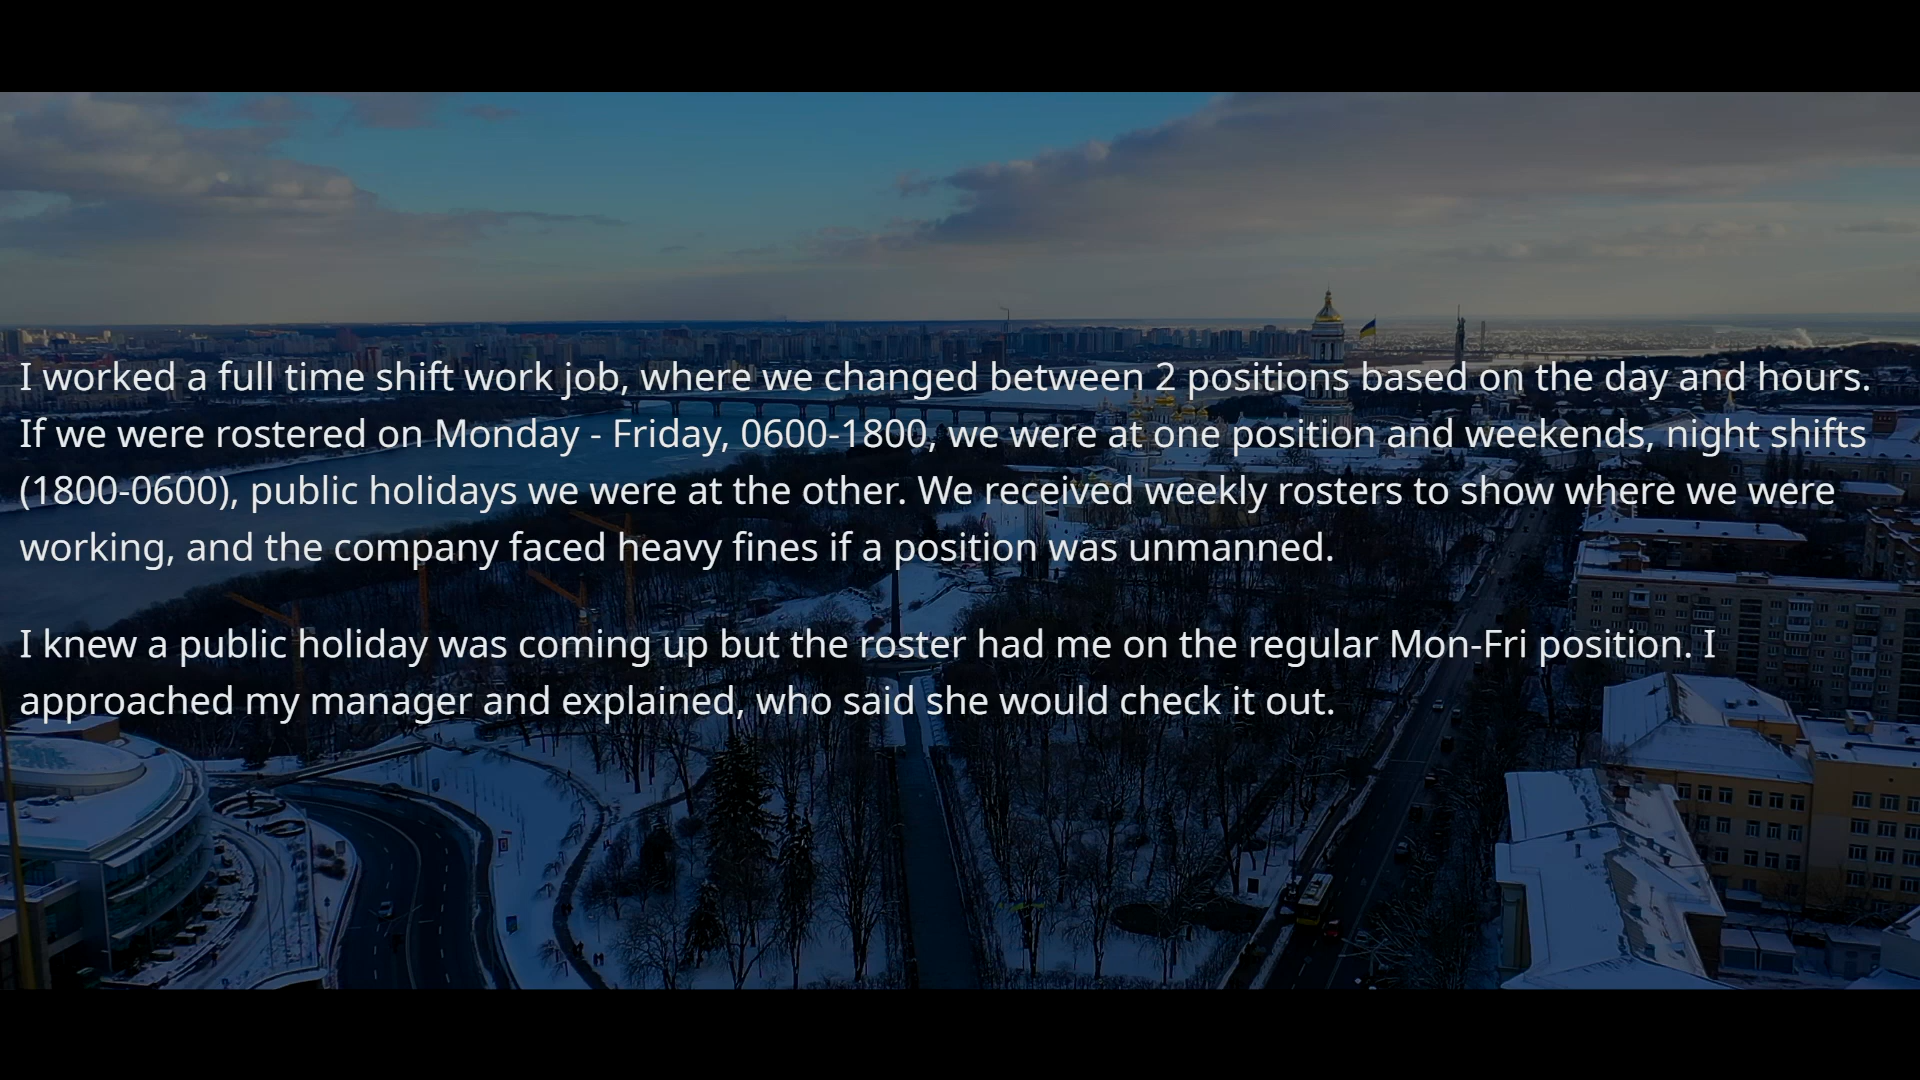 I worked a full time shift work job, where we changed between 2 positions based on the day and hours.
If we were rostered on Monday - Friday, 0600-1800, we were at one position and weekends, night shifts
(1800-0600), public holidays we were at the other. We received weekly rosters to show where we were
working, and the company faced heavy fines if a position was unmanned.
I knew a public holiday was coming up but the roster had me on the regular Mon-Fri position. I
approached my manager and explained, who said she would check it out.